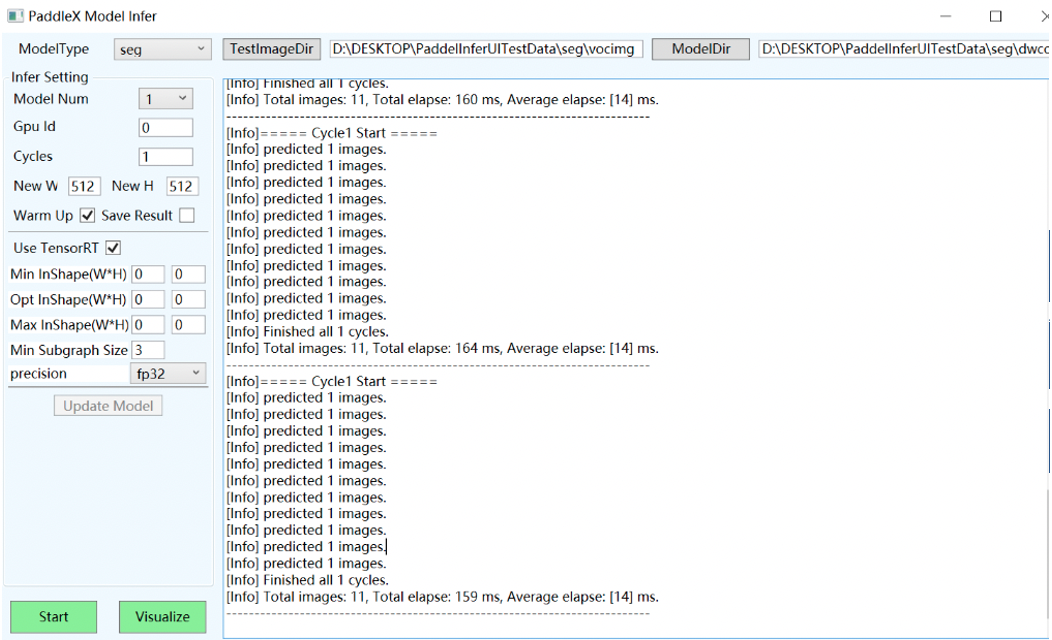 PaddleX Model Infer
ModelType seg TestImageDir D:\DESKTOP\PaddelInferUITestData\seg\vocimg ModelDir D:\DESKTOP\PaddelInferUITestData\seg\dwco
Infer Setting
Model Num 1
Gpu Id 0
Cycles 1
New W 512 New H 512
Warm Up Save Result
Use TensorRT
Min InShape(W*H) 0 0
Opt InShape(W*H) 0 0
Max InShape(W*H) 0 0
Min Subgraph Size 3
precision fp32
Update Model
Start Visualize
[Info] Finished all 1 cycles.
[Info] Total images: 11, Total elapse: 160 ms, Average elapse: [14] ms.
------------------------------------------------------------------------
[Info]===== Cycle1 Start =====
[Info] predicted 1 images.
[Info] predicted 1 images.
[Info] predicted 1 images.
[Info] predicted 1 images.
[Info] predicted 1 images.
[Info] predicted 1 images.
[Info] predicted 1 images.
[Info] predicted 1 images.
[Info] predicted 1 images.
[Info] predicted 1 images.
[Info] predicted 1 images.
[Info] Finished all 1 cycles.
[Info] Total images: 11, Total elapse: 164 ms, Average elapse: [14] ms.
------------------------------------------------------------------------
[Info]===== Cycle1 Start =====
[Info] predicted 1 images.
[Info] predicted 1 images.
[Info] predicted 1 images.
[Info] predicted 1 images.
[Info] predicted 1 images.
[Info] predicted 1 images.
[Info] predicted 1 images.
[Info] predicted 1 images.
[Info] predicted 1 images.
[Info] predicted 1 images.
[Info] predicted 1 images.
[Info] Finished all 1 cycles.
[Info] Total images: 11, Total elapse: 159 ms, Average elapse: [14] ms.
------------------------------------------------------------------------